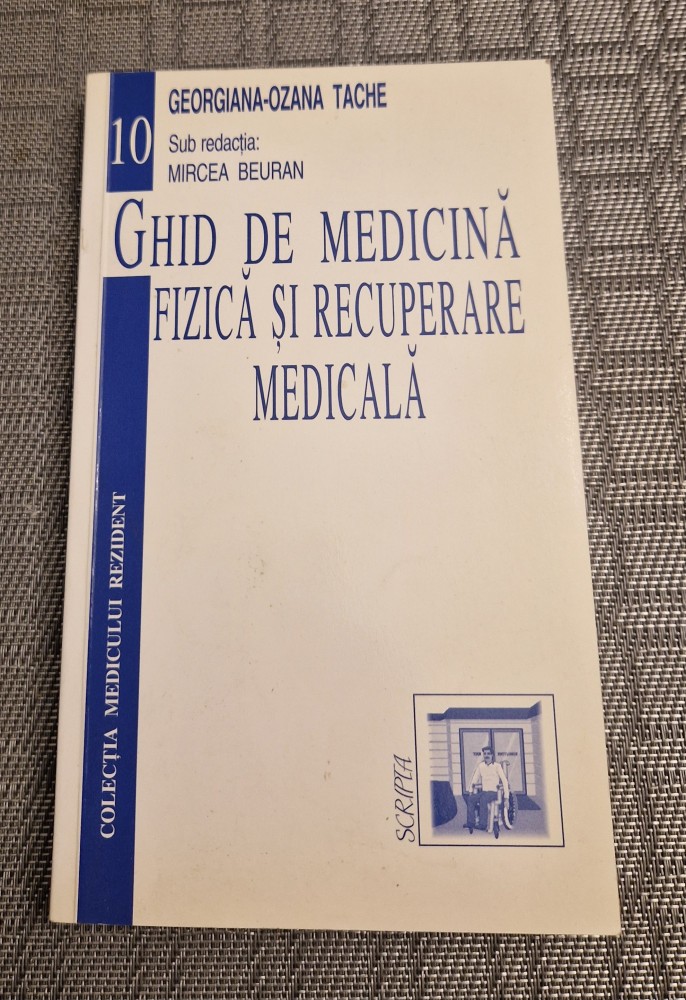 10
GEORGIANA-OZANA TACHE
Sub redacția:
MIRCEA BEURAN
GHID DE MEDICINĂ
FIZICĂ ȘI RECUPERARE
MEDICALĂ
COLECȚIA MEDICULUI REZIDENT
SCRIPTA